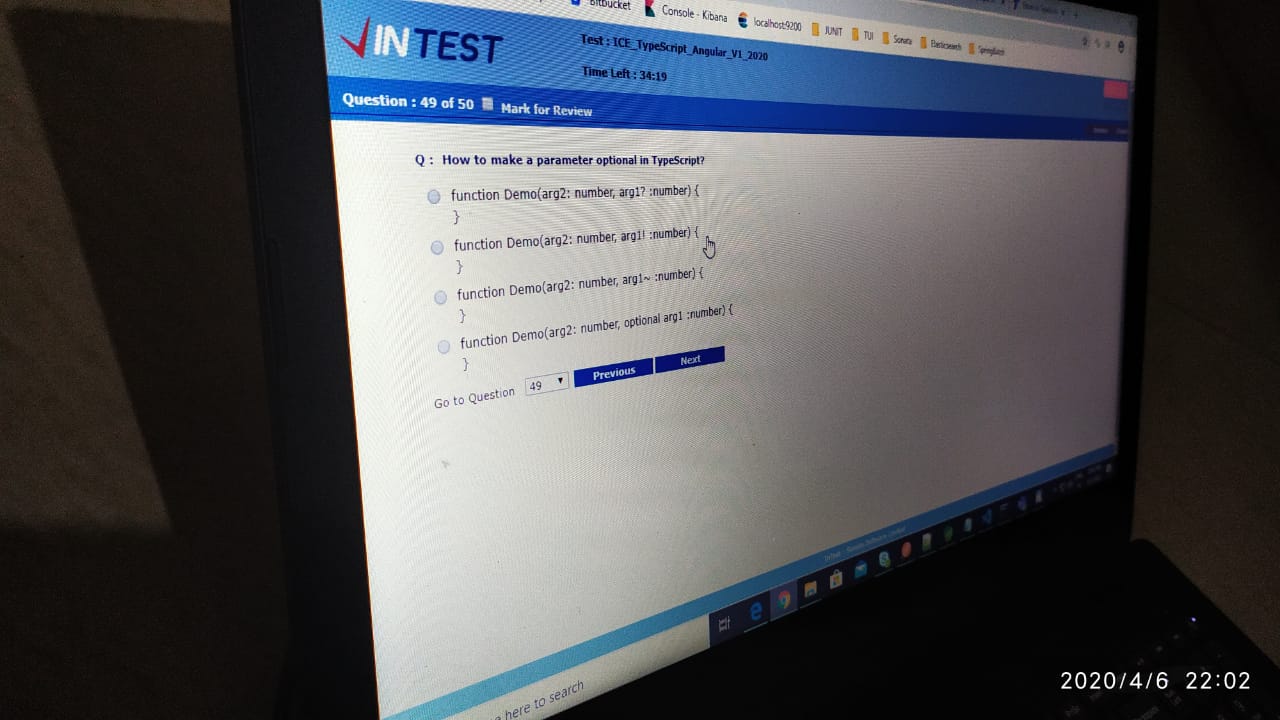 Bitbucket Console - Kibana localhost:9200 JUNIT TUI Sonata Elasticsearch SpringBatch
INTEST
Test : ICE_TypeScript_Angular_V1_2020
Time Left : 34:19
Question : 49 of 50 Mark for Review
Q : How to make a parameter optional in TypeScript?
function Demo(arg2: number, arg1? :number) {
}
function Demo(arg2: number, arg1! :number) {
}
function Demo(arg2: number, arg1~ :number) {
}
function Demo(arg2: number, optional arg1 :number) {
}
Go to Question 49 Previous Next
here to search
2020/4/6 22:02